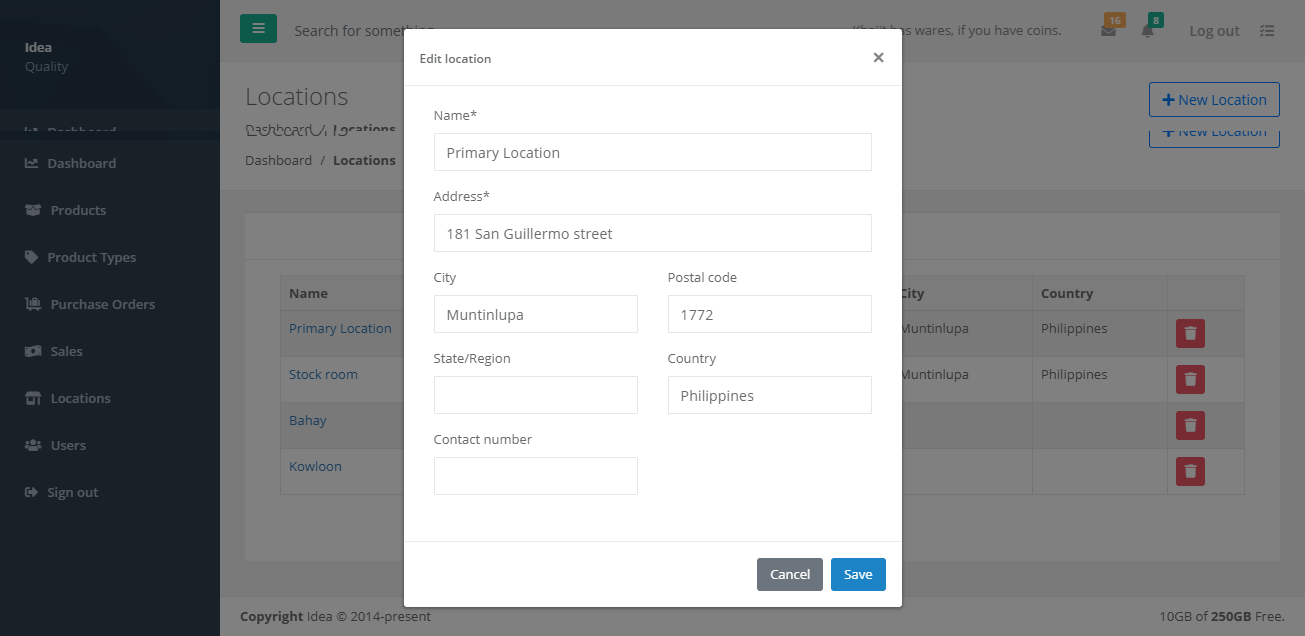 Idea
Quality
Search for something
Khajit has wares, if you have coins.
16
8
Log out
Locations
New Location
Dashboard
Dashboard / Locations
New Location
Dashboard
Products
Product Types
Purchase Orders
Sales
Locations
Users
Sign out
Edit location
×
Name*
Primary Location
Address*
181 San Guillermo street
City
Postal code
Muntinlupa
1772
State/Region
Country
Philippines
Contact number
Cancel
Save
Name
City
Country
Primary Location
Muntinlupa
Philippines
Stock room
Muntinlupa
Philippines
Bahay
Kowloon
Copyright Idea © 2014-present
10GB of 250GB Free.